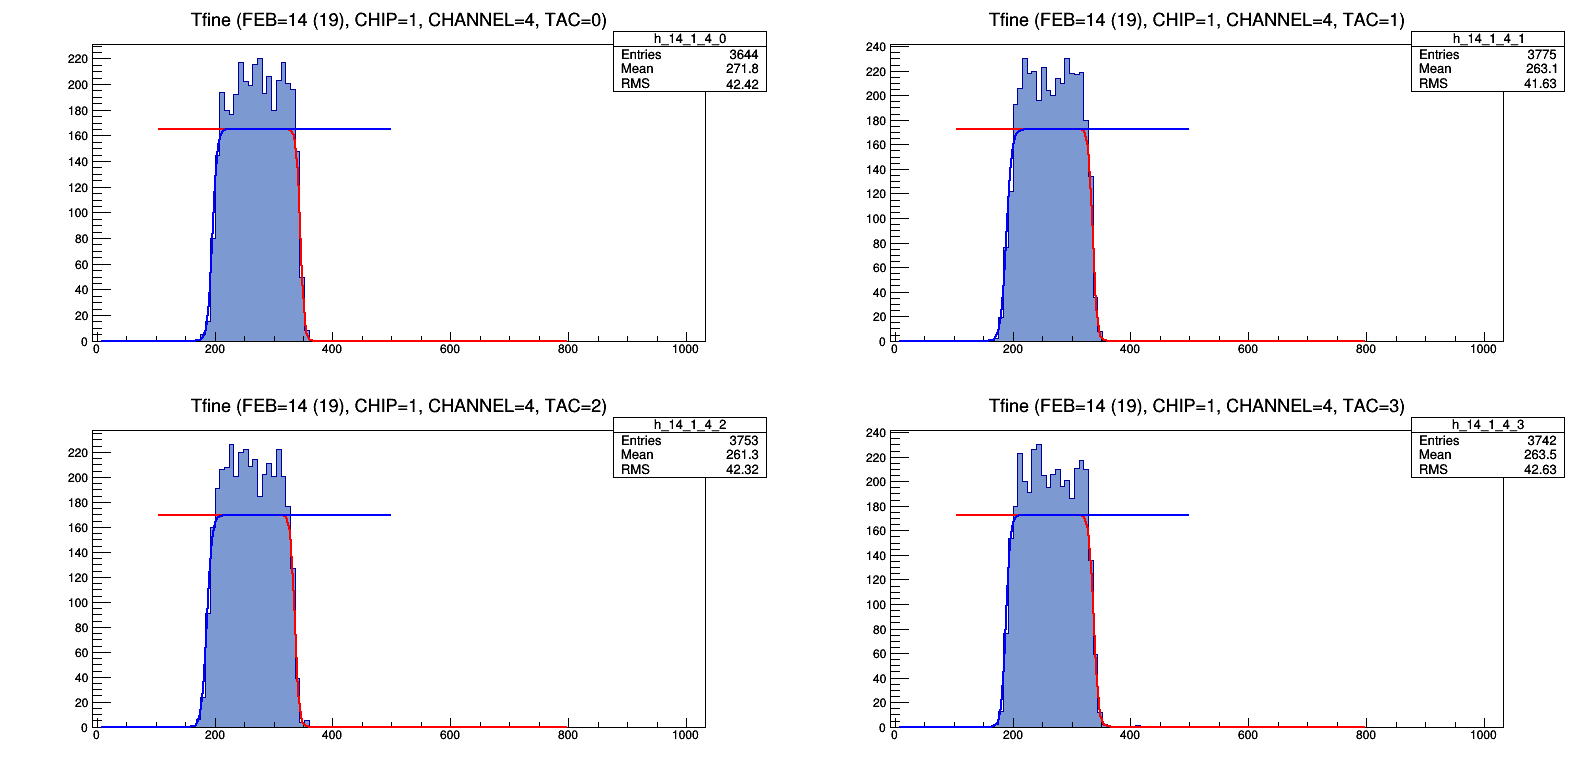 Tfine (FEB=14 (19), CHIP=1, CHANNEL=4, TAC=0)
h_14_1_4_0
Entries 3644
Mean 271.8
RMS 42.42
220
200
180
160
140
120
100
80
60
40
20
0
0 200 400 600 800 1000
Tfine (FEB=14 (19), CHIP=1, CHANNEL=4, TAC=1)
h_14_1_4_1
Entries 3775
Mean 263.1
RMS 41.63
240
220
200
180
160
140
120
100
80
60
40
20
0
0 200 400 600 800 1000
Tfine (FEB=14 (19), CHIP=1, CHANNEL=4, TAC=2)
h_14_1_4_2
Entries 3753
Mean 261.3
RMS 42.32
220
200
180
160
140
120
100
80
60
40
20
0
0 200 400 600 800 1000
Tfine (FEB=14 (19), CHIP=1, CHANNEL=4, TAC=3)
h_14_1_4_3
Entries 3742
Mean 263.5
RMS 42.63
240
220
200
180
160
140
120
100
80
60
40
20
0
0 200 400 600 800 1000